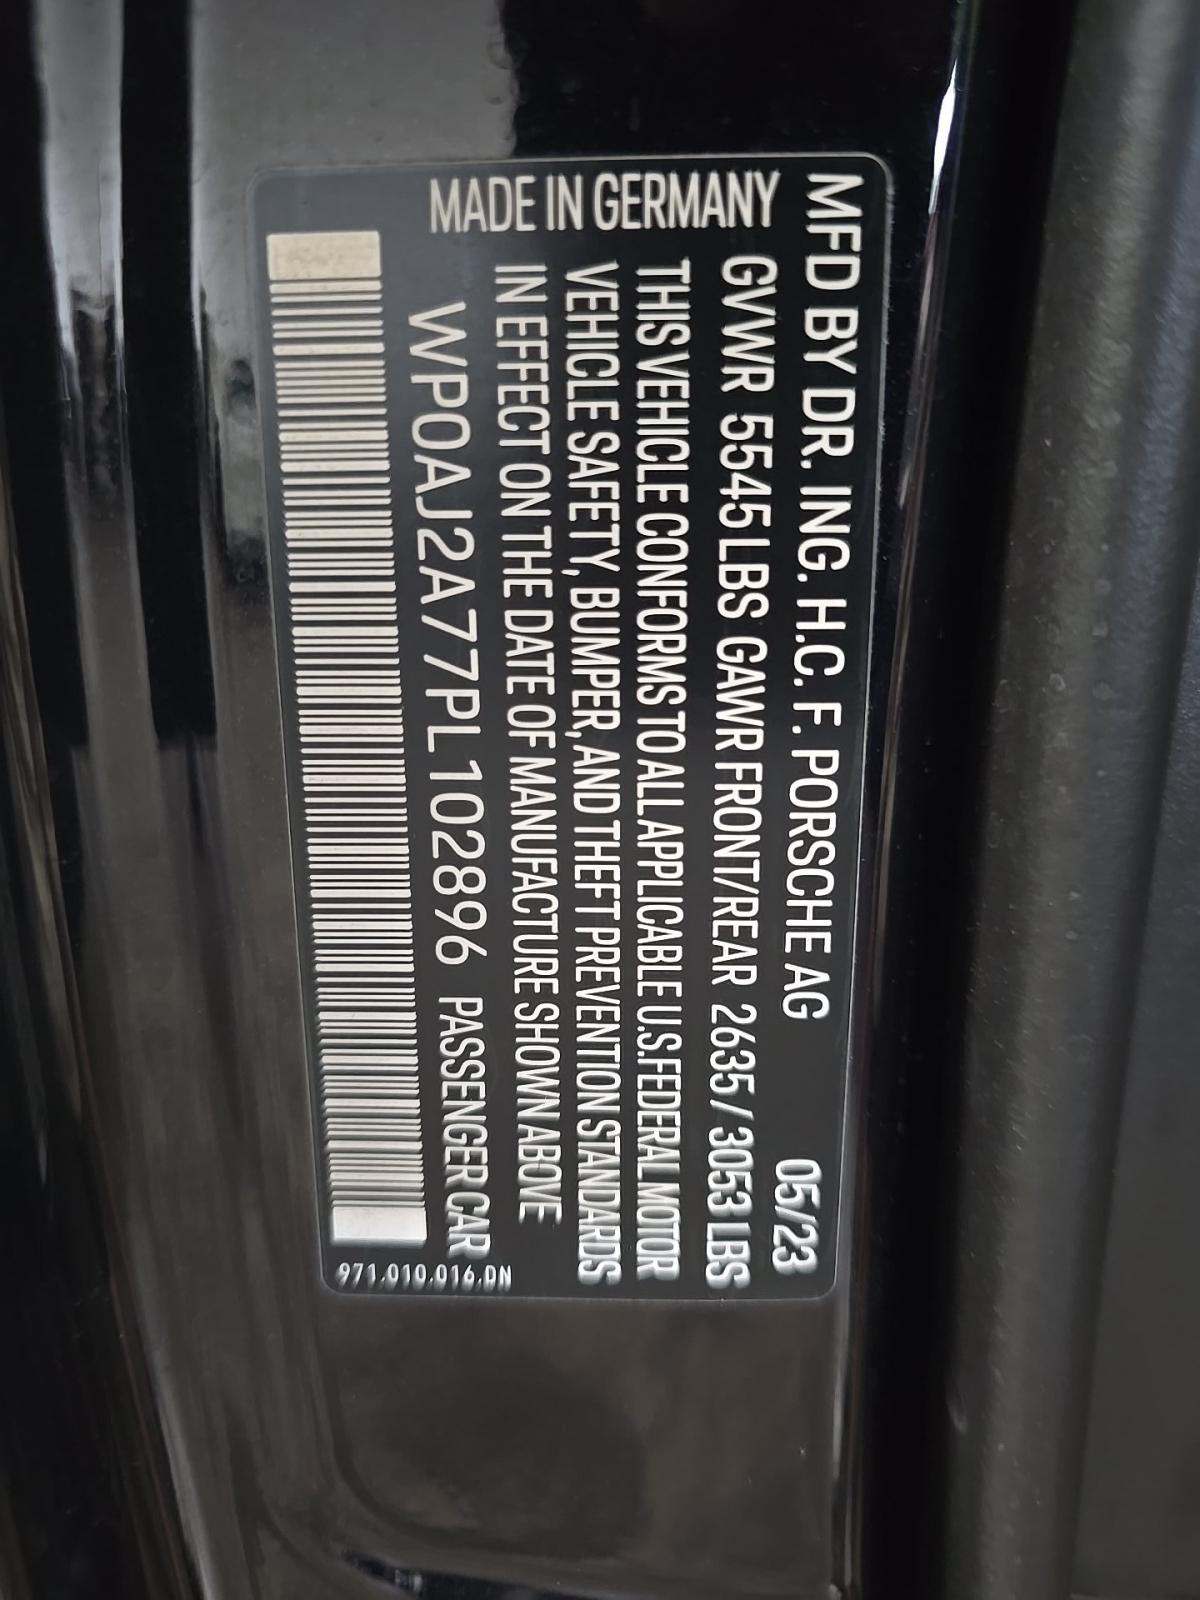 MFD BY DR. ING. H.C. F. PORSCHE AG 05/23
GVWR 5545 LBS GAWR FRONT/REAR 2635 / 3053 LBS
THIS VEHICLE CONFORMS TO ALL APPLICABLE U.S.FEDERAL MOTOR
VEHICLE SAFETY, BUMPER, AND THEFT PREVENTION STANDARDS
IN EFFECT ON THE DATE OF MANUFACTURE SHOWN ABOVE
MADE IN GERMANY
WP0AJ2A77PL102896 PASSENGER CAR
971.010.016.DN